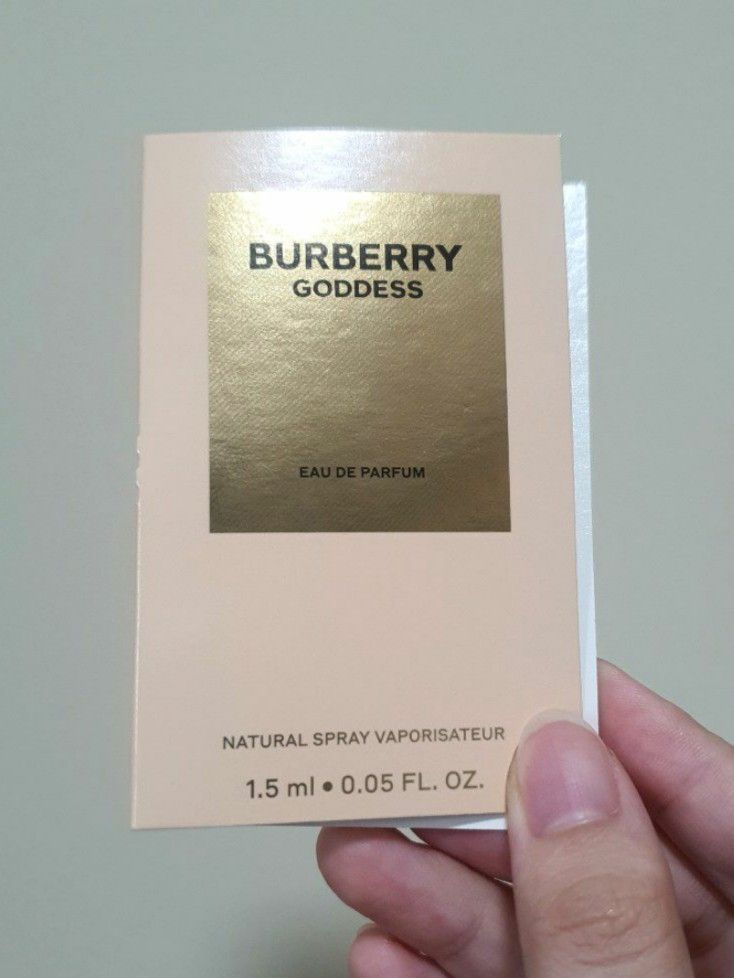 BURBERRY
GODDESS
EAU DE PARFUM
NATURAL SPRAY VAPORISATEUR
1.5 ml • 0.05 FL. OZ.